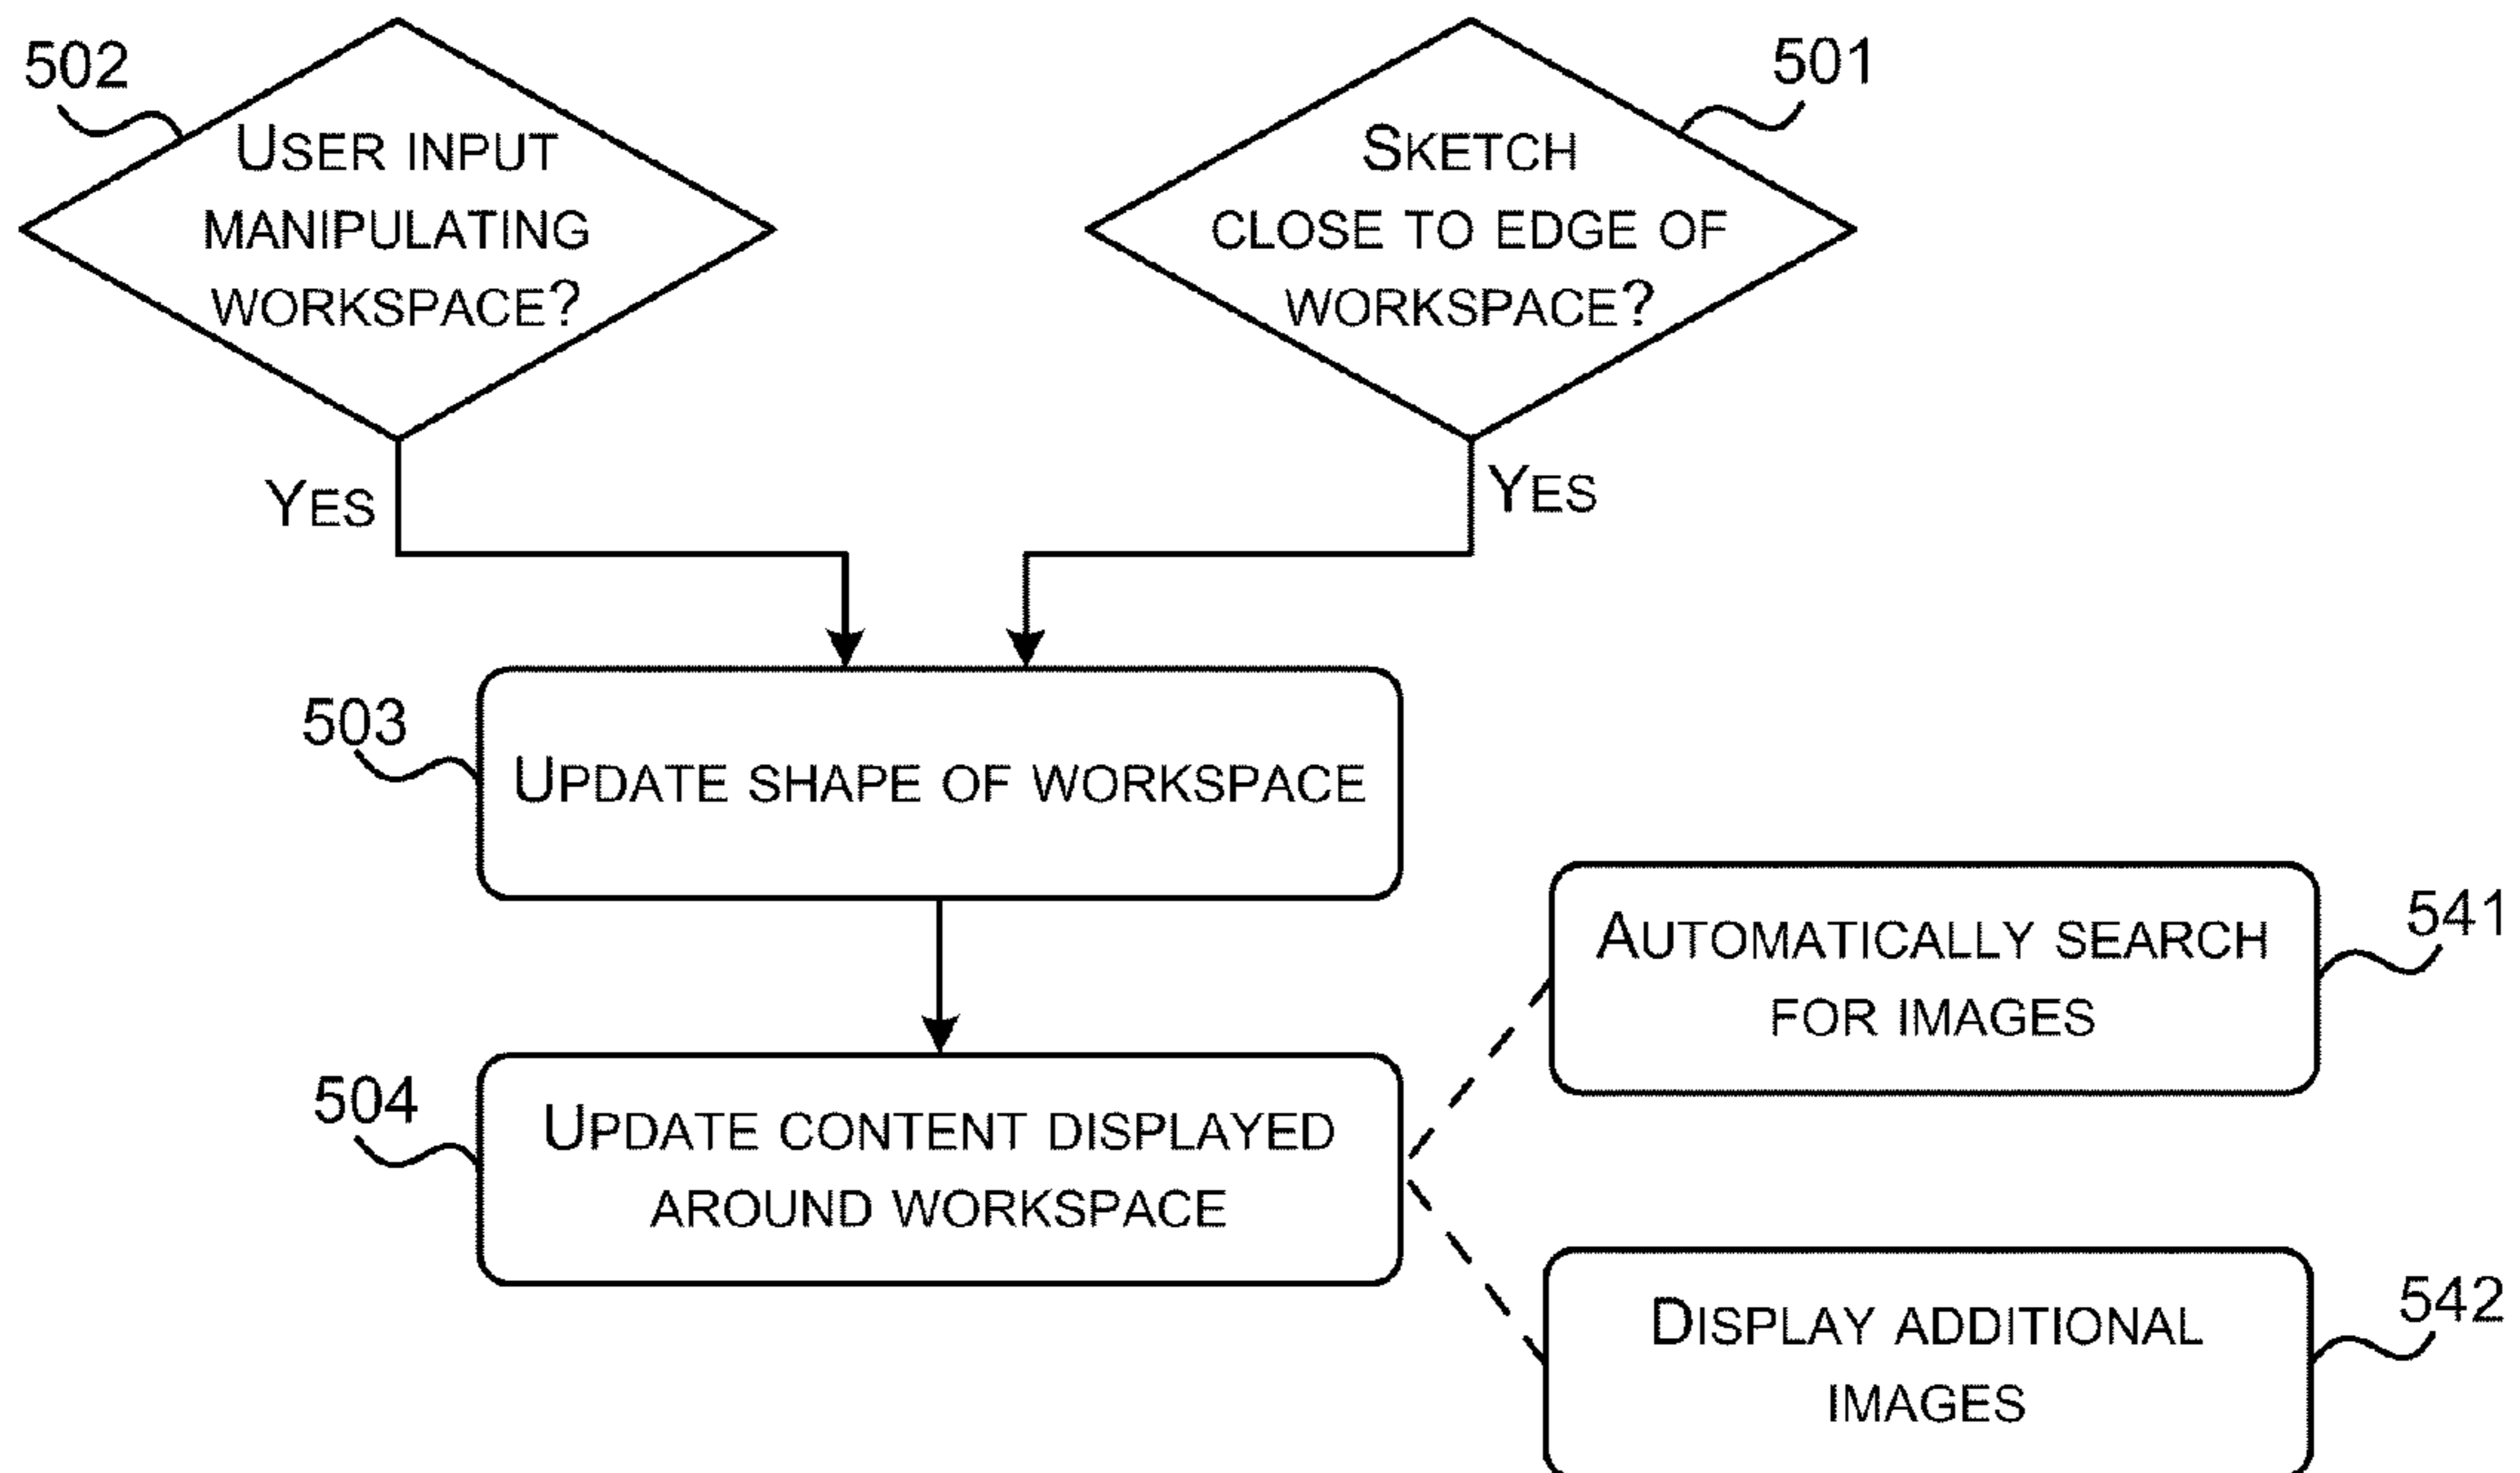 502
USER INPUT
MANIPULATING
WORKSPACE?
501
SKETCH
CLOSE TO EDGE OF
WORKSPACE?
YES
YES
503
UPDATE SHAPE OF WORKSPACE
504
UPDATE CONTENT DISPLAYED
AROUND WORKSPACE
541
AUTOMATICALLY SEARCH
FOR IMAGES
542
DISPLAY ADDITIONAL
IMAGES